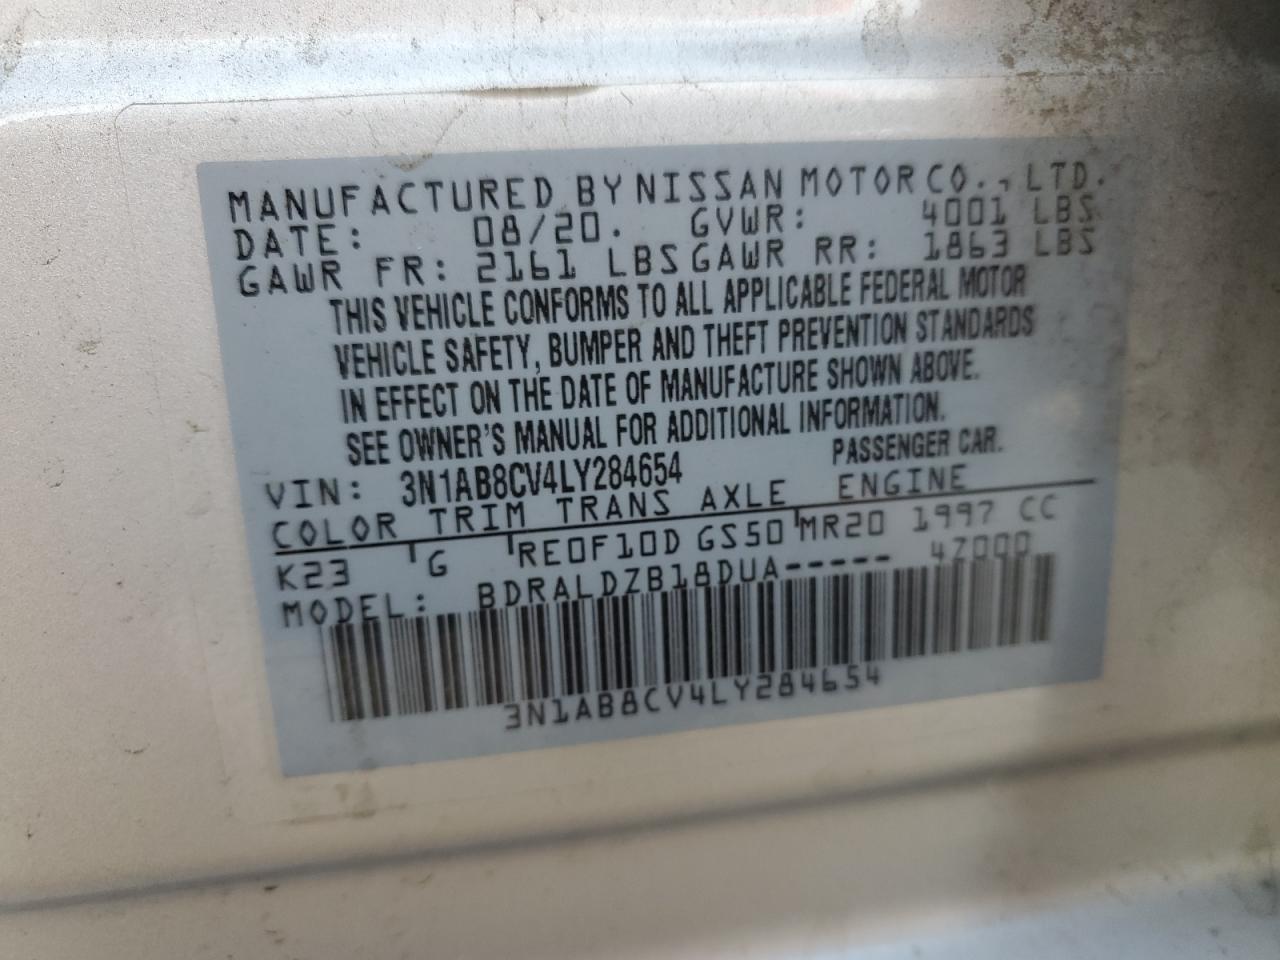 MANUFACTURED BY NISSAN MOTOR CO., LTD.
DATE: 08/20. GVWR: 4001 LBS
GAWR FR: 2161 LBS GAWR RR: 1863 LBS
THIS VEHICLE CONFORMS TO ALL APPLICABLE FEDERAL MOTOR
VEHICLE SAFETY, BUMPER AND THEFT PREVENTION STANDARDS
IN EFFECT ON THE DATE OF MANUFACTURE SHOWN ABOVE.
SEE OWNER'S MANUAL FOR ADDITIONAL INFORMATION.
VIN: 3N1AB8CV4LY284654 PASSENGER CAR.
COLOR TRIM TRANS AXLE ENGINE
K23 G RE0F10D GS50 MR20 1997 CC
MODEL: BDRALDZB18DUA----- 4Z000
3N1AB8CV4LY284654